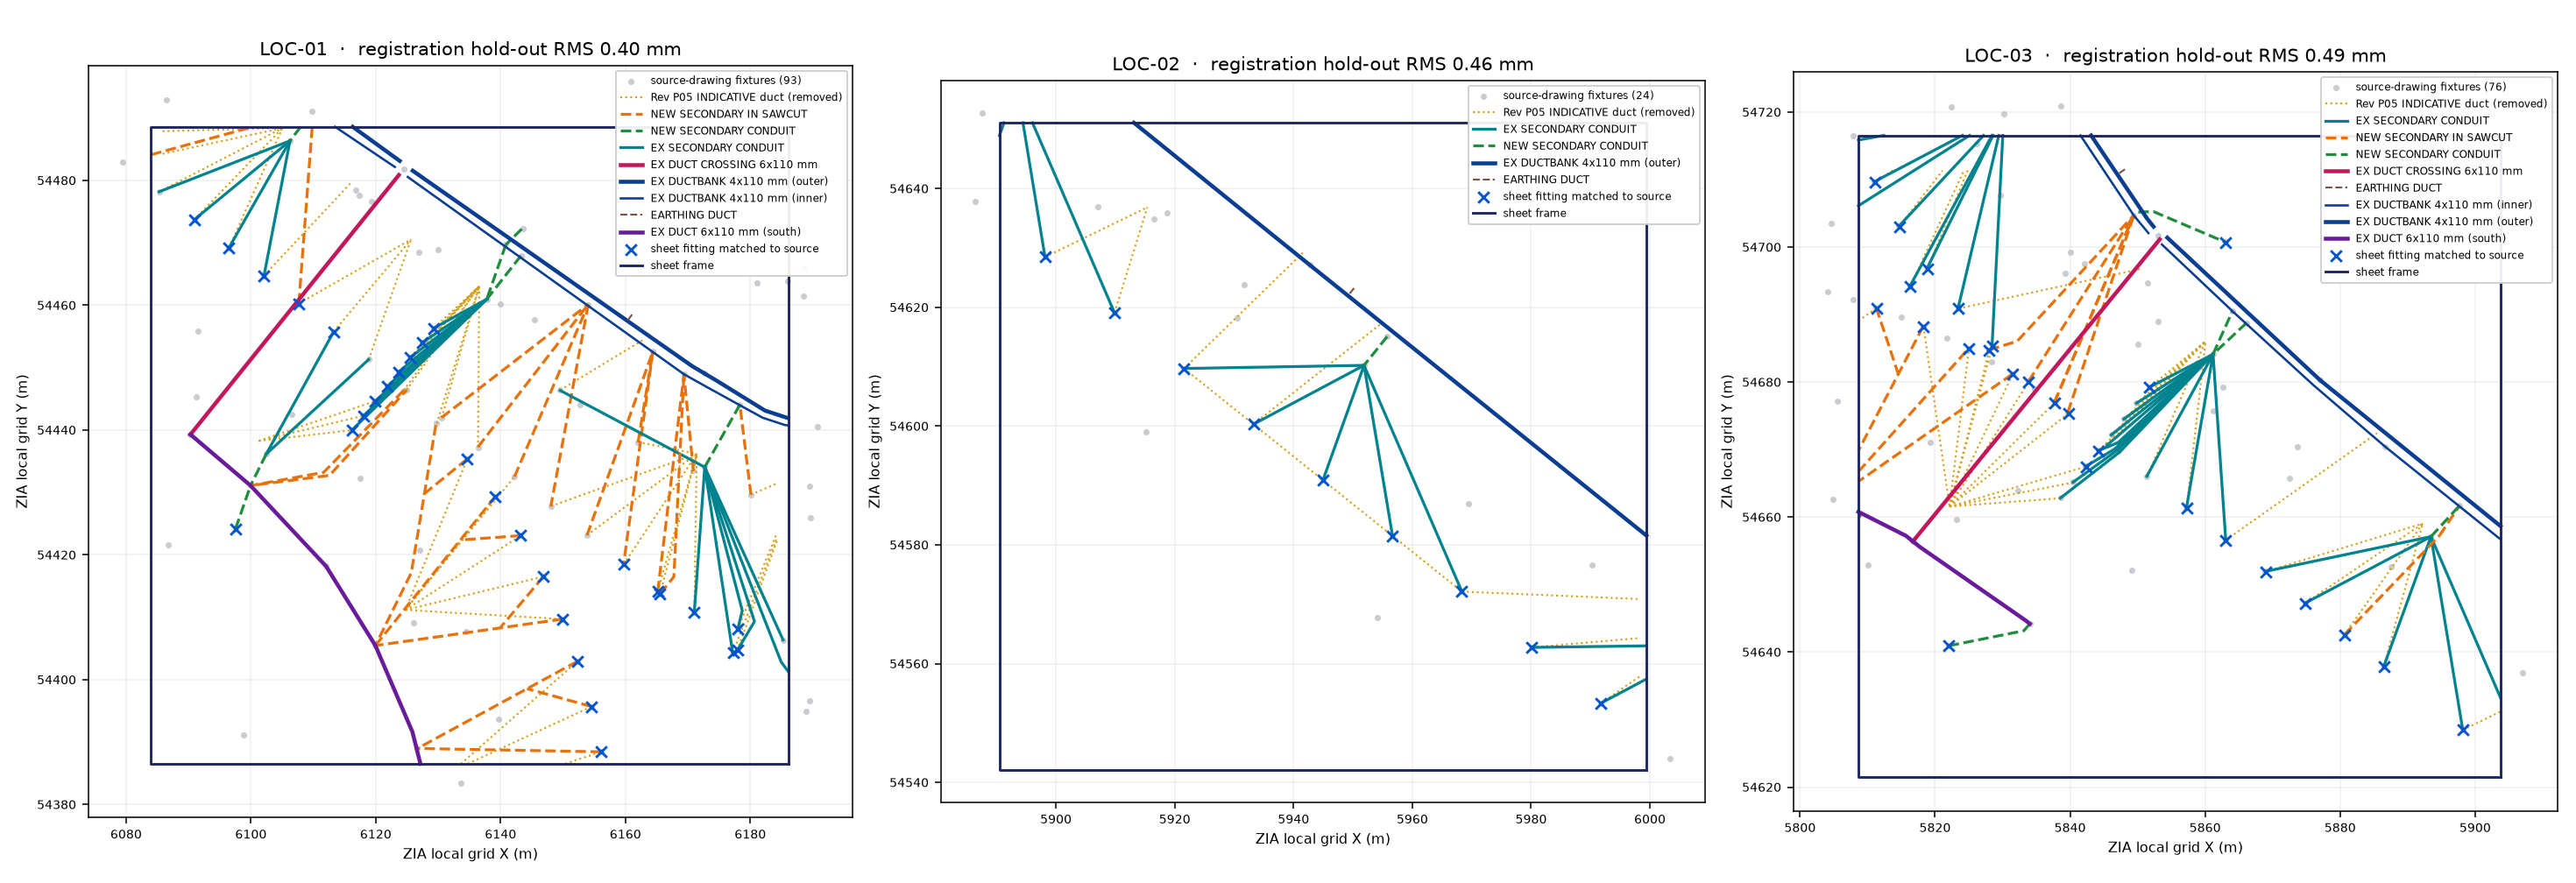 LOC-01 · registration hold-out RMS 0.40 mm
source-drawing fixtures (93)
Rev P05 INDICATIVE duct (removed)
NEW SECONDARY IN SAWCUT
NEW SECONDARY CONDUIT
EX SECONDARY CONDUIT
EX DUCT CROSSING 6x110 mm
EX DUCTBANK 4x110 mm (outer)
EX DUCTBANK 4x110 mm (inner)
EARTHING DUCT
EX DUCT 6x110 mm (south)
sheet fitting matched to source
sheet frame
54480
54460
54440
54420
54400
54380
ZIA local grid Y (m)
6080
6100
6120
6140
6160
6180
ZIA local grid X (m)
LOC-02 · registration hold-out RMS 0.46 mm
source-drawing fixtures (24)
Rev P05 INDICATIVE duct (removed)
EX SECONDARY CONDUIT
NEW SECONDARY CONDUIT
EX DUCTBANK 4x110 mm (outer)
EARTHING DUCT
sheet fitting matched to source
sheet frame
54640
54620
54600
54580
54560
54540
ZIA local grid Y (m)
5900
5920
5940
5960
5980
6000
ZIA local grid X (m)
LOC-03 · registration hold-out RMS 0.49 mm
source-drawing fixtures (76)
Rev P05 INDICATIVE duct (removed)
EX SECONDARY CONDUIT
NEW SECONDARY IN SAWCUT
NEW SECONDARY CONDUIT
EX DUCT CROSSING 6x110 mm
EARTHING DUCT
EX DUCTBANK 4x110 mm (inner)
EX DUCTBANK 4x110 mm (outer)
EX DUCT 6x110 mm (south)
sheet fitting matched to source
sheet frame
54720
54700
54680
54660
54640
54620
ZIA local grid Y (m)
5800
5820
5840
5860
5880
5900
ZIA local grid X (m)